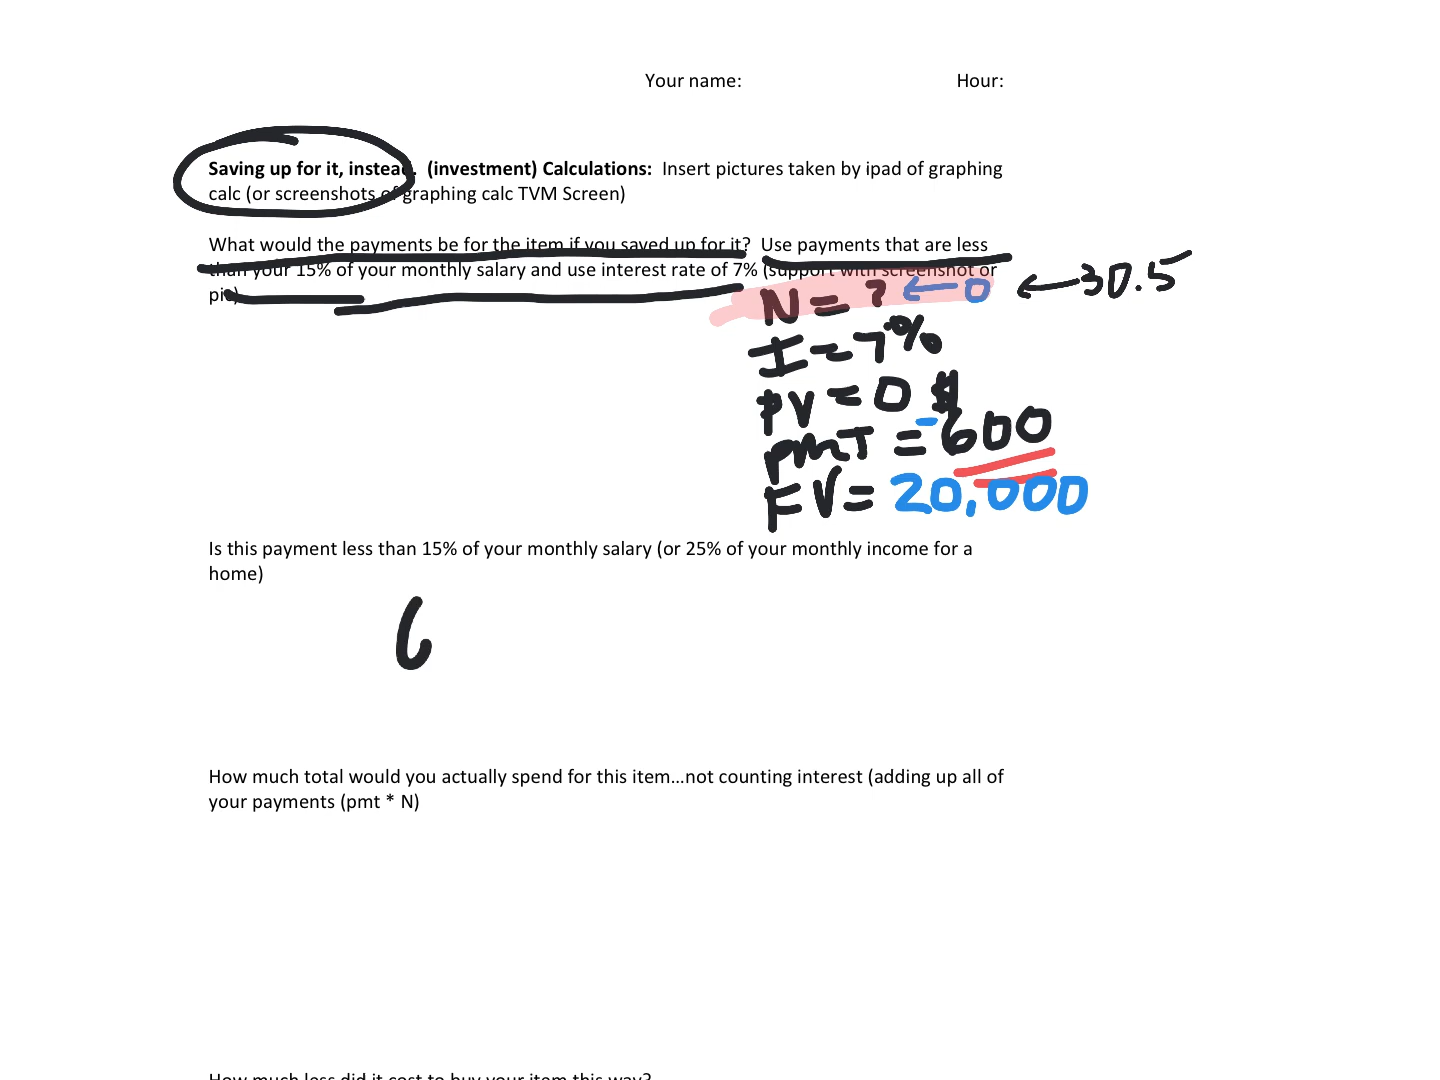 Your name: Hour:
Saving up for it, instead. (investment) Calculations: Insert pictures taken by ipad of graphing
calc (or screenshots of graphing calc TVM Screen)
What would the payments be for the item if you saved up for it? Use payments that are less
than your 15% of your monthly salary and use interest rate of 7% (support with screenshot or
pic)
N = ? ← 0 ← 30.5
I = 7%
PV = 0 $
PMT = -600
FV = 20,000
Is this payment less than 15% of your monthly salary (or 25% of your monthly income for a
home)
6
How much total would you actually spend for this item…not counting interest (adding up all of
your payments (pmt * N)
How much less did it cost to buy your item this way?